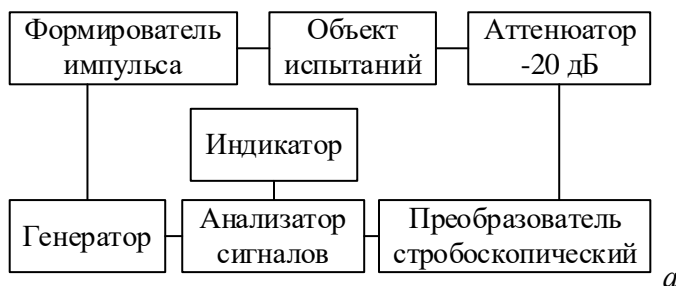 Формирователь
импульса
Объект
испытаний
Аттенюатор
-20 дБ
Индикатор
Генератор
Анализатор
сигналов
Преобразователь
стробоскопический
а